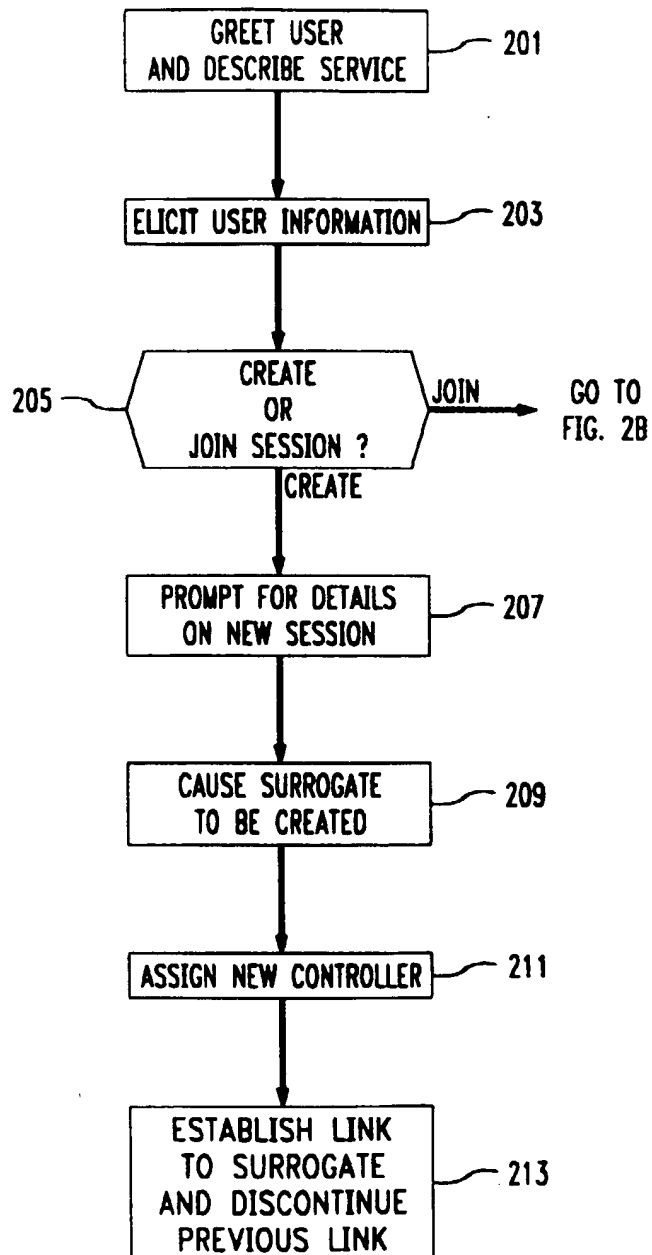 GREET USER
AND DESCRIBE SERVICE
201
ELICIT USER INFORMATION
203
205
CREATE
OR
JOIN SESSION ?
JOIN
GO TO
FIG. 2B
CREATE
PROMPT FOR DETAILS
ON NEW SESSION
207
CAUSE SURROGATE
TO BE CREATED
209
ASSIGN NEW CONTROLLER
211
ESTABLISH LINK
TO SURROGATE
AND DISCONTINUE
PREVIOUS LINK
213